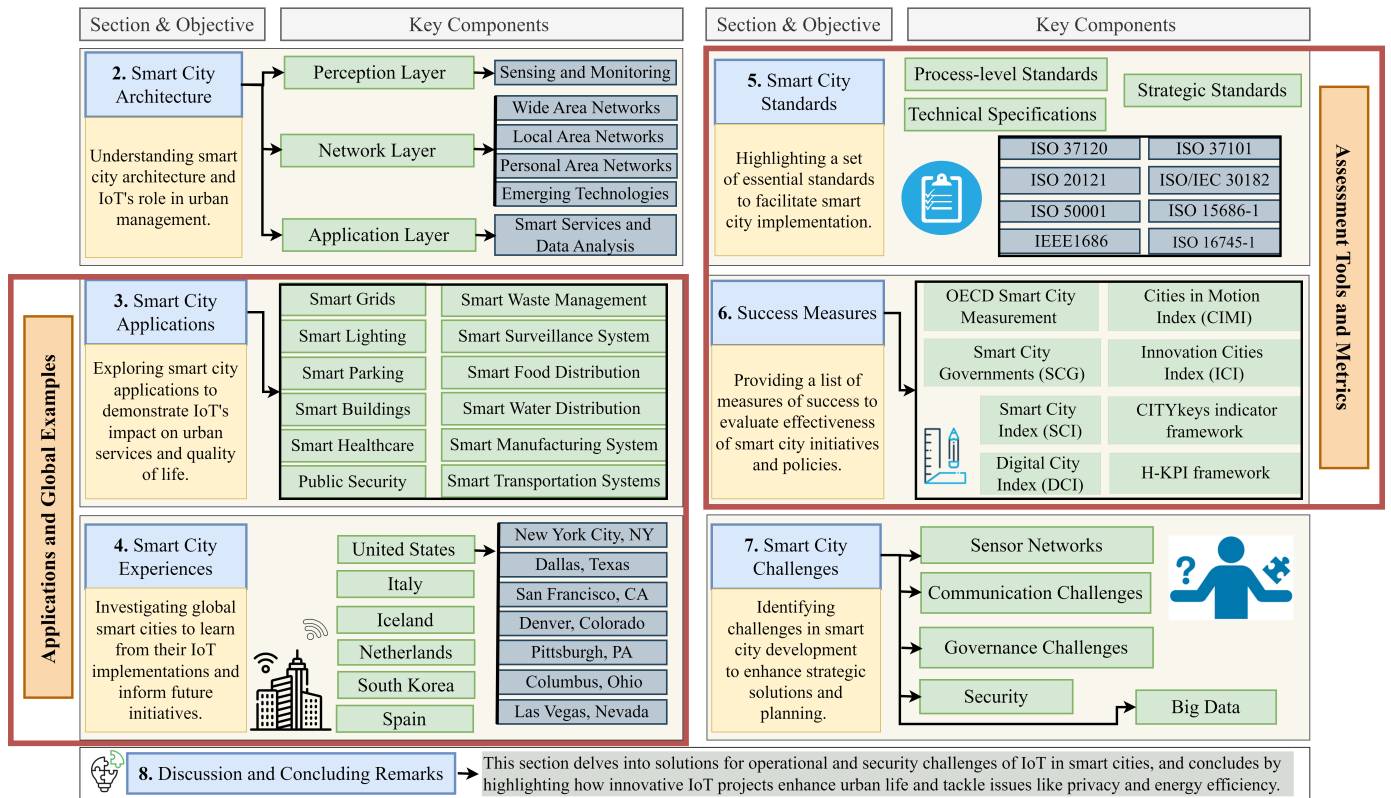 Section & Objective
Key Components
Section & Objective
Key Components
2. Smart City
Architecture
Understanding smart
city architecture and
IoT's role in urban
management.
Perception Layer
Sensing and Monitoring
Network Layer
Wide Area Networks
Local Area Networks
Personal Area Networks
Emerging Technologies
Application Layer
Smart Services and
Data Analysis
Applications and Global Examples
3. Smart City
Applications
Exploring smart city
applications to
demonstrate IoT's
impact on urban
services and quality
of life.
Smart Grids
Smart Waste Management
Smart Lighting
Smart Surveillance System
Smart Parking
Smart Food Distribution
Smart Buildings
Smart Water Distribution
Smart Healthcare
Smart Manufacturing System
Public Security
Smart Transportation Systems
4. Smart City
Experiences
Investigating global
smart cities to learn
from their IoT
implementations and
inform future
initiatives.
United States
Italy
Iceland
Netherlands
South Korea
Spain
New York City, NY
Dallas, Texas
San Francisco, CA
Denver, Colorado
Pittsburgh, PA
Columbus, Ohio
Las Vegas, Nevada
5. Smart City
Standards
Highlighting a set
of essential standards
to facilitate smart
city implementation.
Process-level Standards
Strategic Standards
Technical Specifications
ISO 37120
ISO 37101
ISO 20121
ISO/IEC 30182
ISO 50001
ISO 15686-1
IEEE1686
ISO 16745-1
Assessment Tools and Metrics
6. Success Measures
Providing a list of
measures of success to
evaluate effectiveness
of smart city initiatives
and policies.
OECD Smart City
Measurement
Cities in Motion
Index (CIMI)
Smart City
Governments (SCG)
Innovation Cities
Index (ICI)
Smart City
Index (SCI)
CITYkeys indicator
framework
Digital City
Index (DCI)
H-KPI framework
7. Smart City
Challenges
Identifying
challenges in smart
city development
to enhance strategic
solutions and
planning.
Sensor Networks
Communication Challenges
Governance Challenges
Security
Big Data
?
8. Discussion and Concluding Remarks
This section delves into solutions for operational and security challenges of IoT in smart cities, and concludes by
highlighting how innovative IoT projects enhance urban life and tackle issues like privacy and energy efficiency.